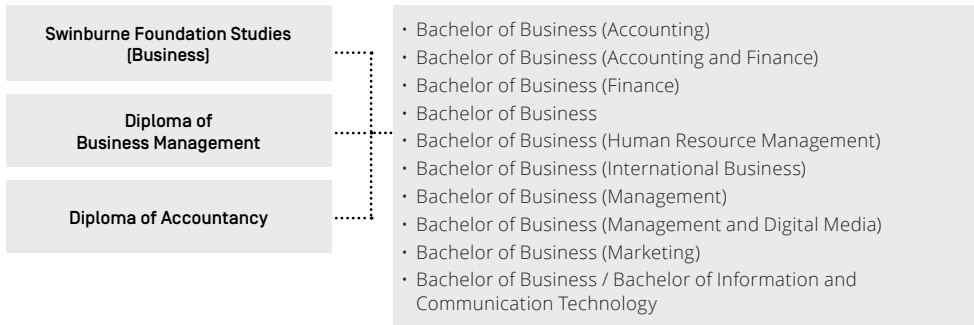 Swinburne Foundation Studies
(Business)
Diploma of
Business Management
Diploma of Accountancy
• Bachelor of Business (Accounting)
• Bachelor of Business (Accounting and Finance)
• Bachelor of Business (Finance)
• Bachelor of Business
• Bachelor of Business (Human Resource Management)
• Bachelor of Business (International Business)
• Bachelor of Business (Management)
• Bachelor of Business (Management and Digital Media)
• Bachelor of Business (Marketing)
• Bachelor of Business / Bachelor of Information and
Communication Technology